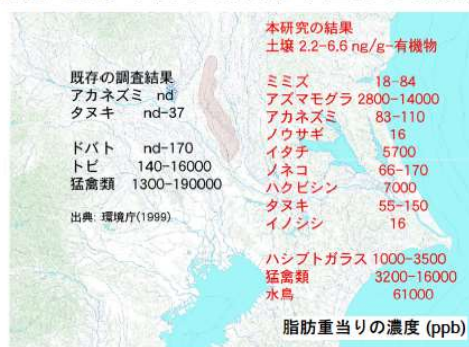 既存の調査結果
アカネズミ nd
タヌキ nd-37
ドバト nd-170
トビ 140-16000
猛禽類 1300-190000
出典: 環境庁(1999)
本研究の結果
土壌 2.2-6.6 ng/g-有機物
ミミズ 18-84
アズマモグラ 2800-14000
アカネズミ 83-110
ノウサギ 16
イタチ 5700
ノネコ 66-170
ハクビシン 7000
タヌキ 55-150
イノシシ 16
ハシブトガラス 1000-3500
猛禽類 3200-16000
水鳥 61000
脂肪重当りの濃度 (ppb)